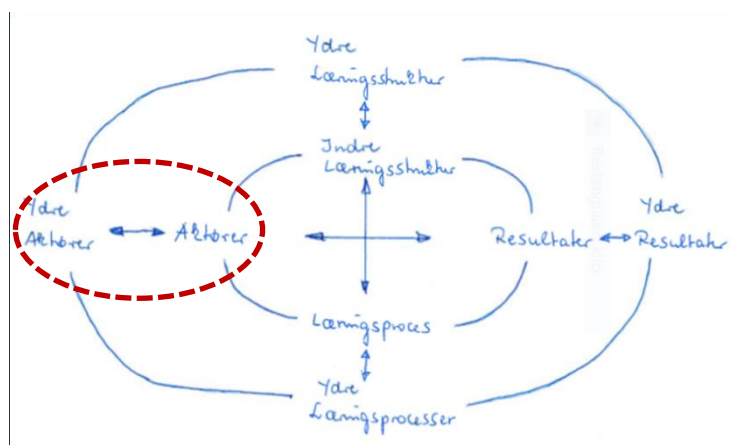 Ydre
Læringsstruktur
Indre
Læringsstruktur
Ydre
Aktører
Aktører
Resultater
Ydre
Resultater
Læringsproces
Ydre
Læringsprocesser